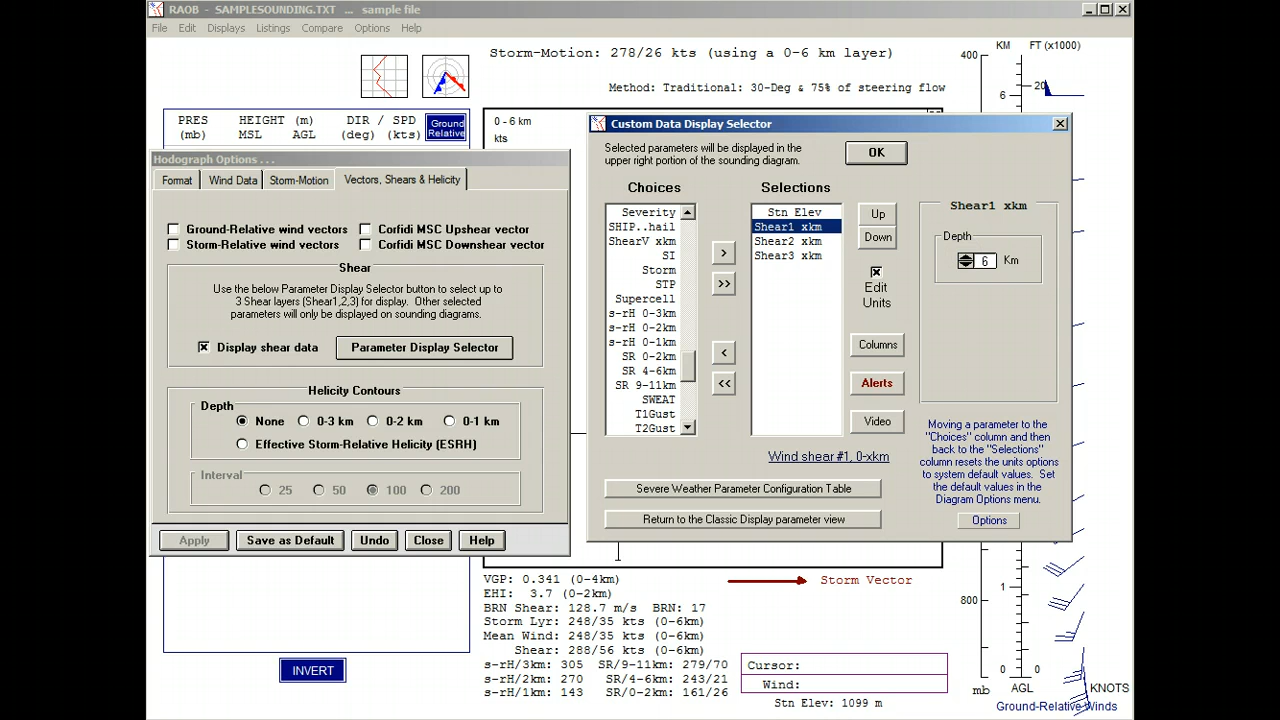 RAOB - SAMPLESOUNDING.TXT ... sample file
File Edit Displays Listings Compare Options Help
Storm-Motion: 278/26 kts (using a 0-6 km layer)
Method: Traditional: 30-Deg & 75% of steering flow
KM FT (x1000)
400
6
20
PRES HEIGHT (m) DIR / SPD
(mb) MSL AGL (deg) (kts)
Ground
Relative
0 - 6 km
kts
Hodograph Options . . .
Format Wind Data Storm-Motion Vectors, Shears & Helicity
Ground-Relative wind vectors Corfidi MSC Upshear vector
Storm-Relative wind vectors Corfidi MSC Downshear vector
Shear
Use the below Parameter Display Selector button to select up to
3 Shear layers (Shear1,2,3) for display. Other selected
parameters will only be displayed on sounding diagrams.
Display shear data Parameter Display Selector
Helicity Contours
Depth
None 0-3 km 0-2 km 0-1 km
Effective Storm-Relative Helicity (ESRH)
Interval
25 50 100 200
Apply Save as Default Undo Close Help
Custom Data Display Selector
Selected parameters will be displayed in the
upper right portion of the sounding diagram.
OK
Choices
Severity
SHIP..hail
ShearV xkm
SI
Storm
STP
Supercell
s-rH 0-3km
s-rH 0-2km
s-rH 0-1km
SR 0-2km
SR 4-6km
SR 9-11km
SWEAT
T1Gust
T2Gust
>
>>
<
<<
Selections
Stn Elev
Shear1 xkm
Shear2 xkm
Shear3 xkm
Up
Down
Edit
Units
Columns
Alerts
Video
Shear1 xkm
Depth
6 Km
Moving a parameter to the
"Choices" column and then
back to the "Selections"
column resets the units options
to system default values. Set
the default values in the
Diagram Options menu.
Options
Wind shear #1, 0-xkm
Severe Weather Parameter Configuration Table
Return to the Classic Display parameter view
INVERT
VGP: 0.341 (0-4km)
EHI: 3.7 (0-2km)
BRN Shear: 128.7 m/s BRN: 17
Storm Lyr: 248/35 kts (0-6km)
Mean Wind: 248/35 kts (0-6km)
Shear: 288/56 kts (0-6km)
s-rH/3km: 305 SR/9-11km: 279/70
s-rH/2km: 270 SR/4-6km: 243/21
s-rH/1km: 143 SR/0-2km: 161/26
Storm Vector
Cursor:
Wind:
Stn Elev: 1099 m
800
1
0 0
mb AGL KNOTS
Ground-Relative Winds